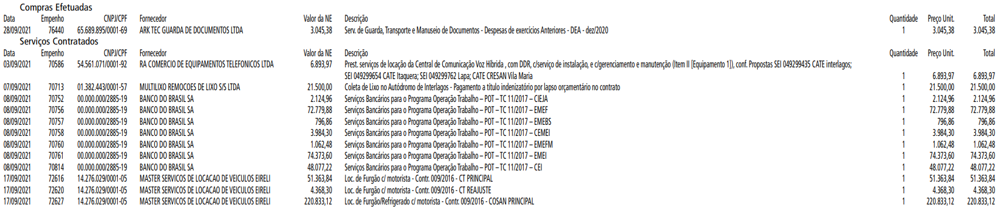 Compras Efetuadas
Data Empenho CNPJ/CPF Fornecedor Valor da NE Descrição Quantidade Preço Unit. Total
28/09/2021 76440 65.689.895/0001-69 ARK TEC GUARDA DE DOCUMENTOS LTDA 3.045,38 Serv. de Guarda, Transporte e Manuseio de Documentos - Despesas de exercícios Anteriores - DEA - dez/2020 1 3.045,38 3.045,38
Serviços Contratados
Data Empenho CNPJ/CPF Fornecedor Valor da NE Descrição Quantidade Preço Unit. Total
03/09/2021 70586 54.561.071/0001-92 RA COMERCIO DE EQUIPAMENTOS TELEFONICOS LTDA 6.893,97 Prest. serviços de locação da Central de Comunicação Voz Híbrida , com DDR, c/serviço de instalação, e c/gerenciamento e manutenção (Item II [Equipamento 1]), conf. Propostas SEI 049299435 CATE interlagos;
SEI 049299654 CATE Itaquera; SEI 049299762 Lapa; CATE CRESAN Vila Maria 1 6.893,97 6.893,97
07/09/2021 70713 01.382.443/0001-57 MULTILIXO REMOCOES DE LIXO S/S LTDA 21.500,00 Coleta de Lixo no Autódromo de Interlagos - Pagamento a título indenizatório por lapso orçamentário no contrato 1 21.500,00 21.500,00
08/09/2021 70752 00.000.000/2885-19 BANCO DO BRASIL SA 2.124,96 Serviços Bancários para o Programa Operação Trabalho – POT – TC 11/2017 – CIEJA 1 2.124,96 2.124,96
08/09/2021 70756 00.000.000/2885-19 BANCO DO BRASIL SA 72.779,88 Serviços Bancários para o Programa Operação Trabalho – POT – TC 11/2017 – EMEF 1 72.779,88 72.779,88
08/09/2021 70757 00.000.000/2885-19 BANCO DO BRASIL SA 796,86 Serviços Bancários para o Programa Operação Trabalho – POT – TC 11/2017 – EMEBS 1 796,86 796,86
08/09/2021 70758 00.000.000/2885-19 BANCO DO BRASIL SA 3.984,30 Serviços Bancários para o Programa Operação Trabalho – POT – TC 11/2017 – CEMEI 1 3.984,30 3.984,30
08/09/2021 70760 00.000.000/2885-19 BANCO DO BRASIL SA 1.062,48 Serviços Bancários para o Programa Operação Trabalho – POT – TC 11/2017 – EMEFM 1 1.062,48 1.062,48
08/09/2021 70761 00.000.000/2885-19 BANCO DO BRASIL SA 74.373,60 Serviços Bancários para o Programa Operação Trabalho – POT – TC 11/2017 – EMEI 1 74.373,60 74.373,60
08/09/2021 70814 00.000.000/2885-19 BANCO DO BRASIL SA 48.077,22 Serviços Bancários para o Programa Operação Trabalho – POT – TC 11/2017 – CEI 1 48.077,22 48.077,22
17/09/2021 72616 14.276.029/0001-05 MASTER SERVICOS DE LOCACAO DE VEICULOS EIRELI 51.363,84 Loc. de Furgão c/ motorista - Contr. 009/2016 - CT PRINCIPAL 1 51.363,84 51.363,84
17/09/2021 72620 14.276.029/0001-05 MASTER SERVICOS DE LOCACAO DE VEICULOS EIRELI 4.368,30 Loc. de Furgão c/ motorista - Contr. 009/2016 - CT REAJUSTE 1 4.368,30 4.368,30
17/09/2021 72627 14.276.029/0001-05 MASTER SERVICOS DE LOCACAO DE VEICULOS EIRELI 220.833,12 Loc. de Furgão/Refrigerado c/ motorista - Contr. 009/2016 - COSAN PRINCIPAL 1 220.833,12 220.833,12